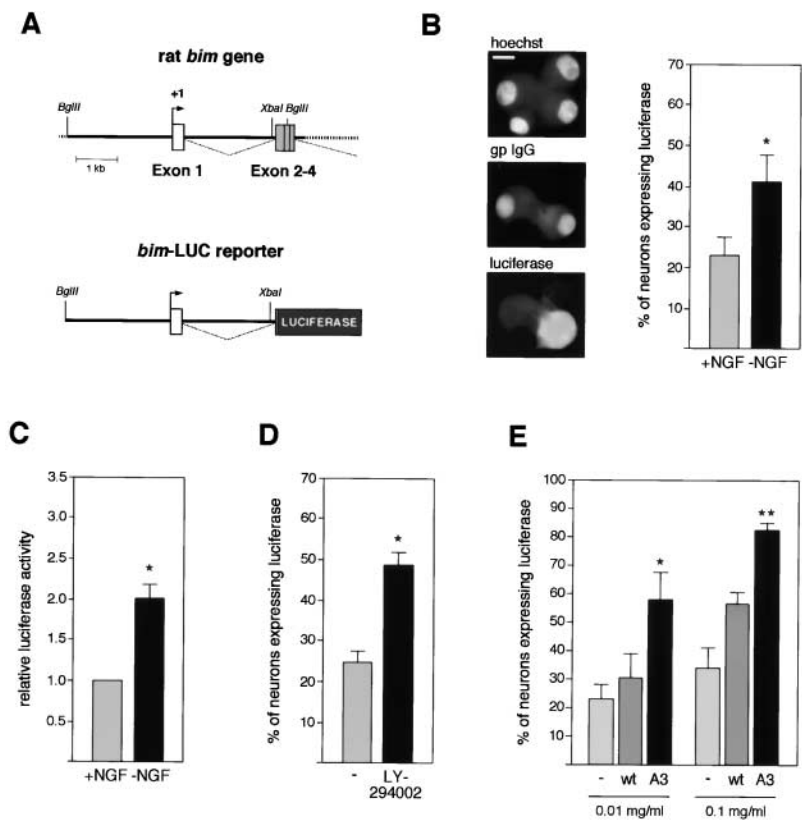 A
rat bim gene
+1
BglII
XbaI BglII
1 kb
Exon 1
Exon 2-4
bim-LUC reporter
BglII
XbaI
LUCIFERASE
B
hoechst
gp IgG
luciferase
% of neurons expressing luciferase
70
60
50
40
30
20
10
*
+NGF -NGF
C
relative luciferase activity
3.5
3.0
2.5
2.0
1.5
1.0
0.5
*
+NGF -NGF
D
% of neurons expressing luciferase
70
60
50
40
30
20
10
*
- LY-
294002
E
% of neurons expressing luciferase
100
90
80
70
60
50
40
30
20
10
*
**
- wt A3 - wt A3
0.01 mg/ml 0.1 mg/ml